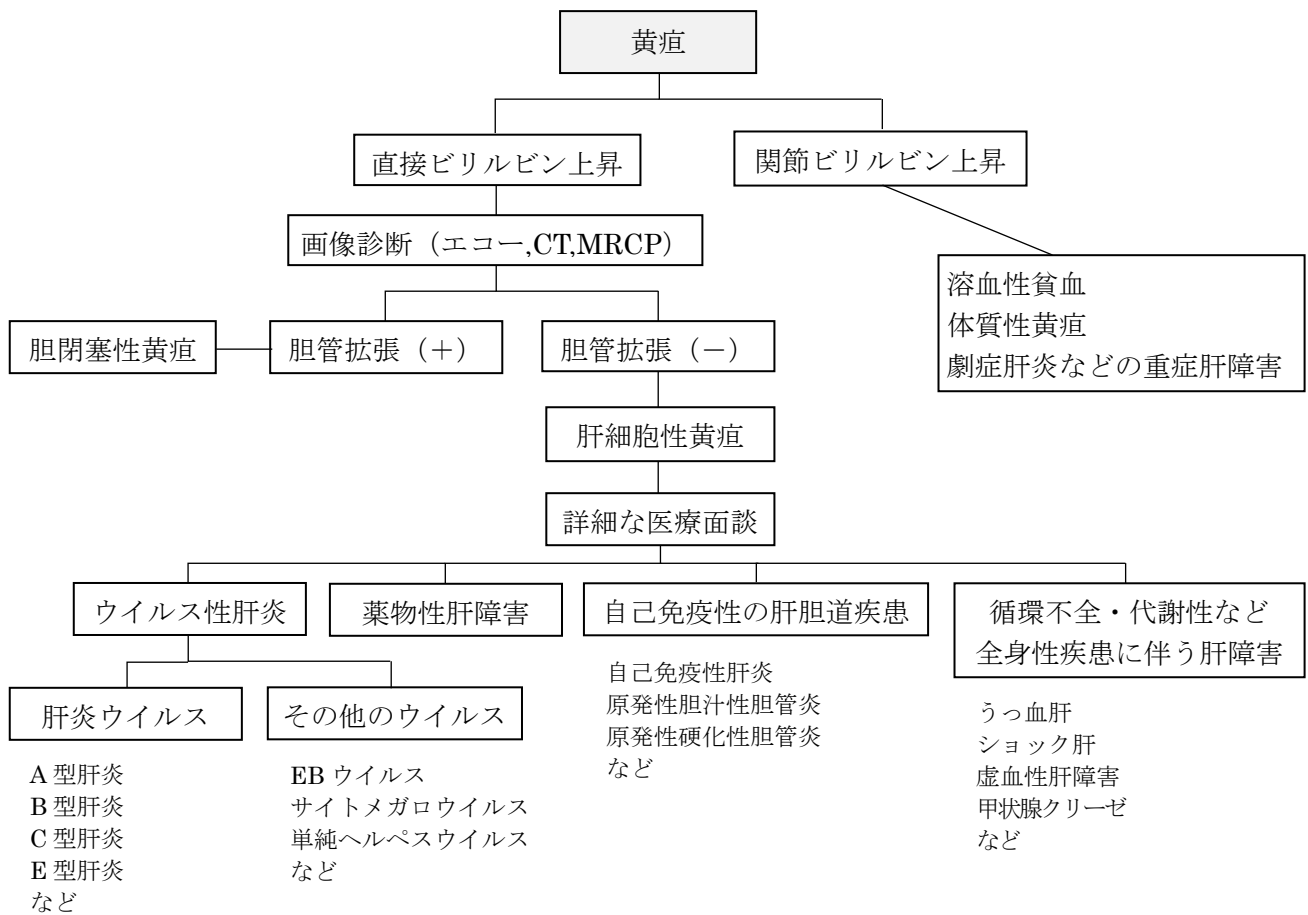 黄疸
直接ビリルビン上昇
関節ビリルビン上昇
画像診断（エコー,CT,MRCP）
溶血性貧血
体質性黄疸
劇症肝炎などの重症肝障害
胆閉塞性黄疸
胆管拡張（＋）
胆管拡張（－）
肝細胞性黄疸
詳細な医療面談
ウイルス性肝炎
薬物性肝障害
自己免疫性の肝胆道疾患
循環不全・代謝性など
全身性疾患に伴う肝障害
肝炎ウイルス
その他のウイルス
自己免疫性肝炎
原発性胆汁性胆管炎
原発性硬化性胆管炎
など
うっ血肝
ショック肝
虚血性肝障害
甲状腺クリーゼ
など
A 型肝炎
B 型肝炎
C 型肝炎
E 型肝炎
など
EB ウイルス
サイトメガロウイルス
単純ヘルペスウイルス
など